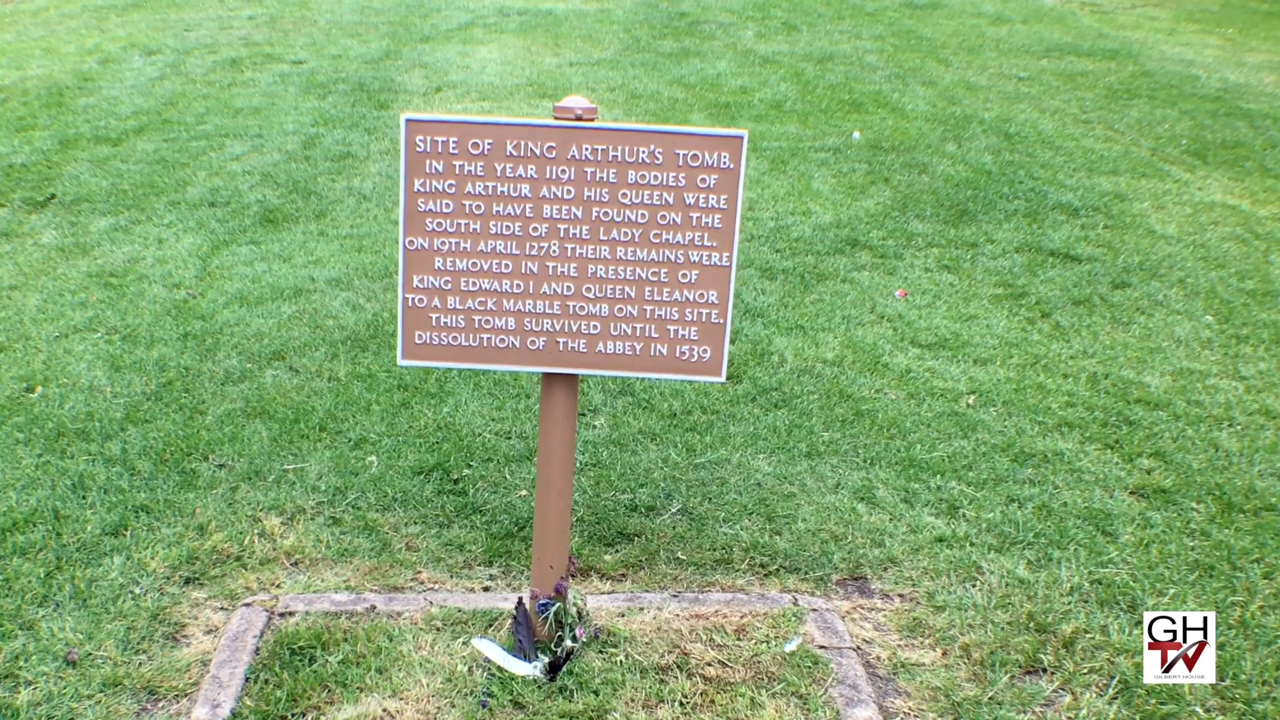 SITE OF KING ARTHUR'S TOMB.
IN THE YEAR 1191 THE BODIES OF
KING ARTHUR AND HIS QUEEN WERE
SAID TO HAVE BEEN FOUND ON THE
SOUTH SIDE OF THE LADY CHAPEL.
ON 19TH APRIL 1278 THEIR REMAINS WERE
REMOVED IN THE PRESENCE OF
KING EDWARD I AND QUEEN ELEANOR
TO A BLACK MARBLE TOMB ON THIS SITE.
THIS TOMB SURVIVED UNTIL THE
DISSOLUTION OF THE ABBEY IN 1539
GH
TV
GILBERT HOUSE